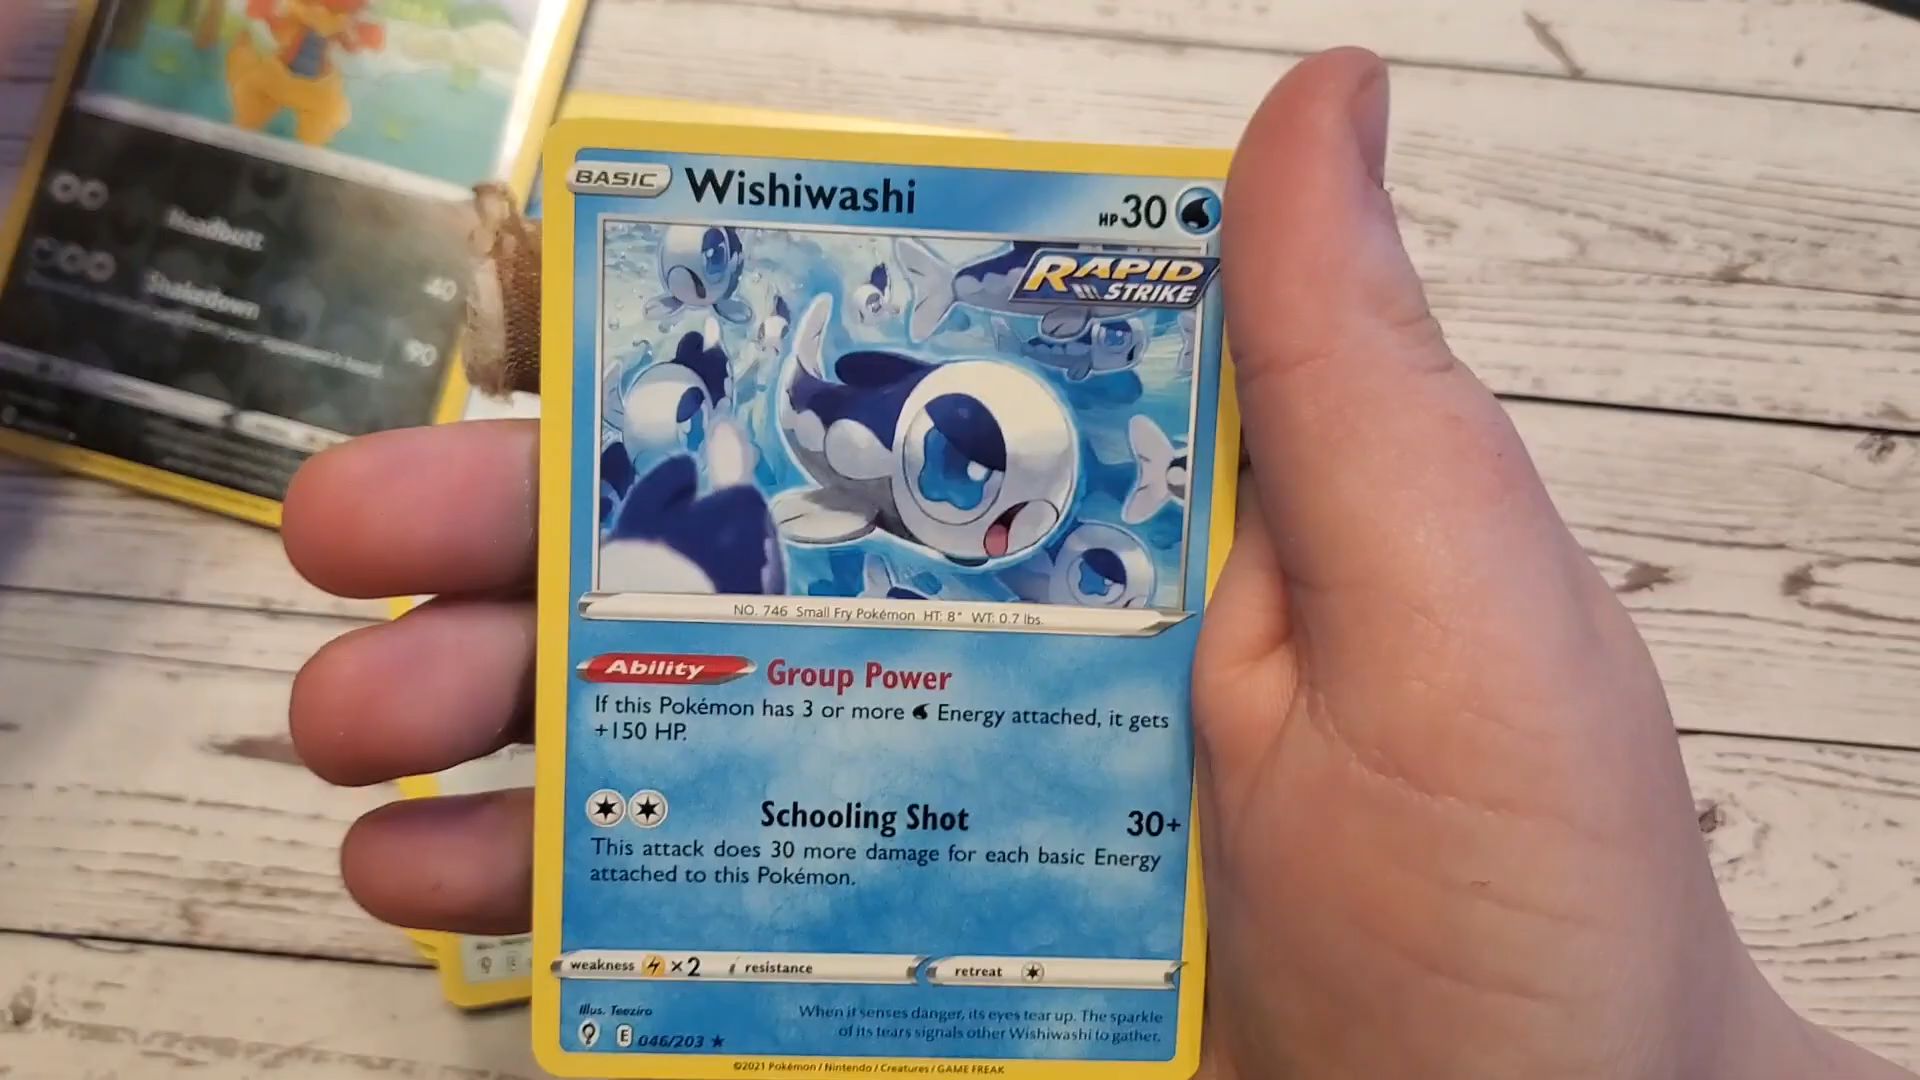 Headbutt
40
Shakedown
90
BASIC Wishiwashi HP 30
RAPID
STRIKE
NO. 746 Small Fry Pokémon HT: 8" WT: 0.7 lbs.
Ability Group Power
If this Pokémon has 3 or more Energy attached, it gets
+150 HP.
Schooling Shot 30+
This attack does 30 more damage for each basic Energy
attached to this Pokémon.
weakness ×2 resistance retreat
Illus. Teeziro
When it senses danger, its eyes tear up. The sparkle
of its tears signals other Wishiwashi to gather.
E 046/203 ★
©2021 Pokémon / Nintendo / Creatures / GAME FREAK